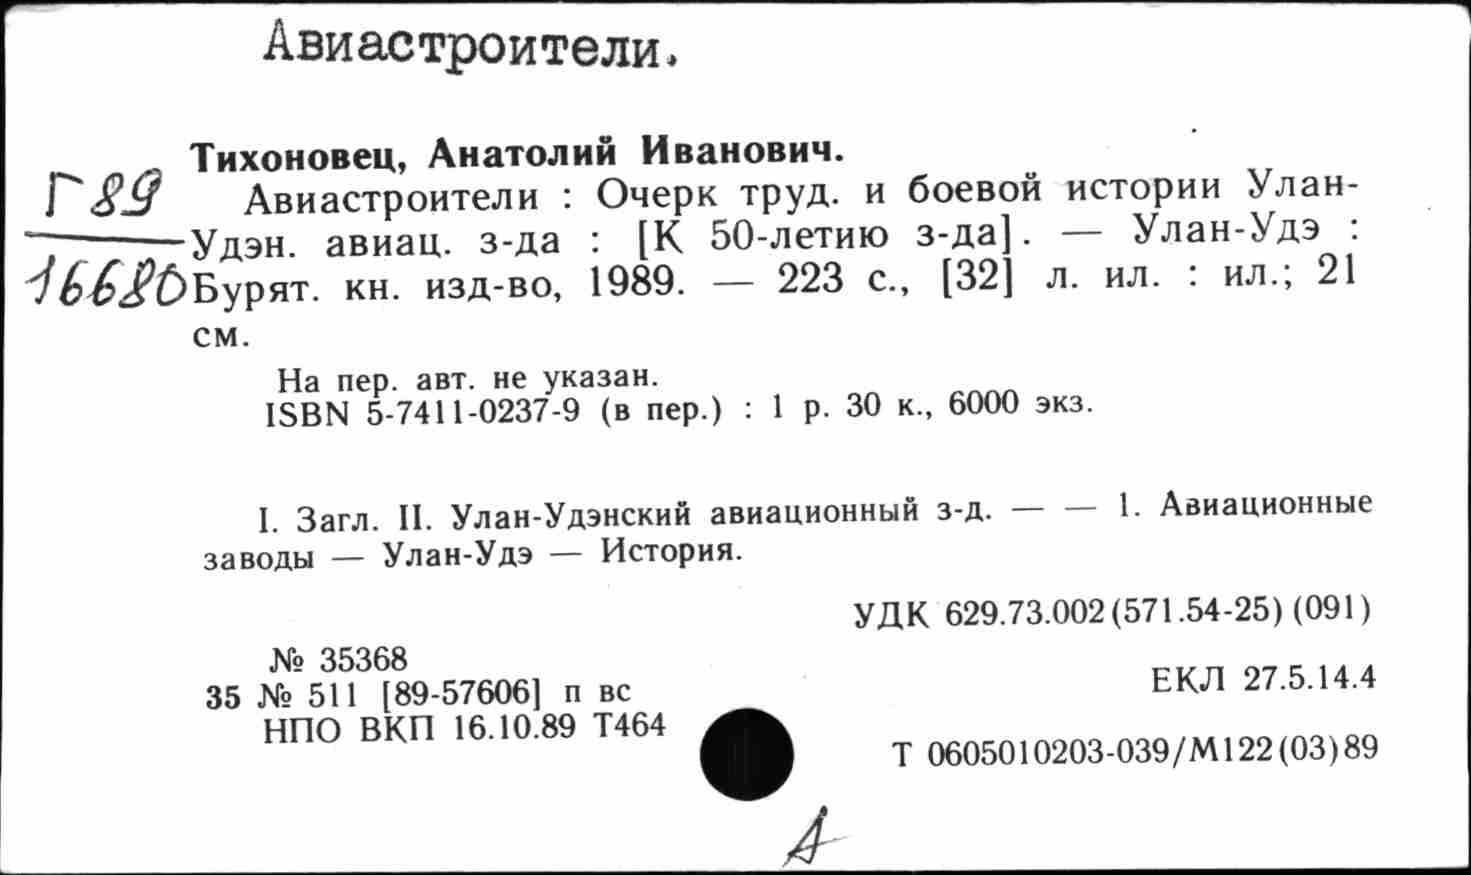 Авиастроители.
Тихоновец, Анатолий Иванович.
Г 89
16680
Авиастроители : Очерк труд. и боевой истории Улан-
Удэн. авиац. з-да : [К 50-летию з-да]. — Улан-Удэ :
Бурят. кн. изд-во, 1989. — 223 с., [32] л. ил. : ил.; 21
см.
На пер. авт. не указан.
ISBN 5-7411-0237-9 (в пер.) : 1 р. 30 к., 6000 экз.
I. Загл. II. Улан-Удэнский авиационный з-д. — — 1. Авиационные
заводы — Улан-Удэ — История.
УДК 629.73.002(571.54-25)(091)
№ 35368
35 № 511 [89-57606] п вс
ЕКЛ 27.5.14.4
НПО ВКП 16.10.89 Т464
Т 0605010203-039/М122(03)89
А